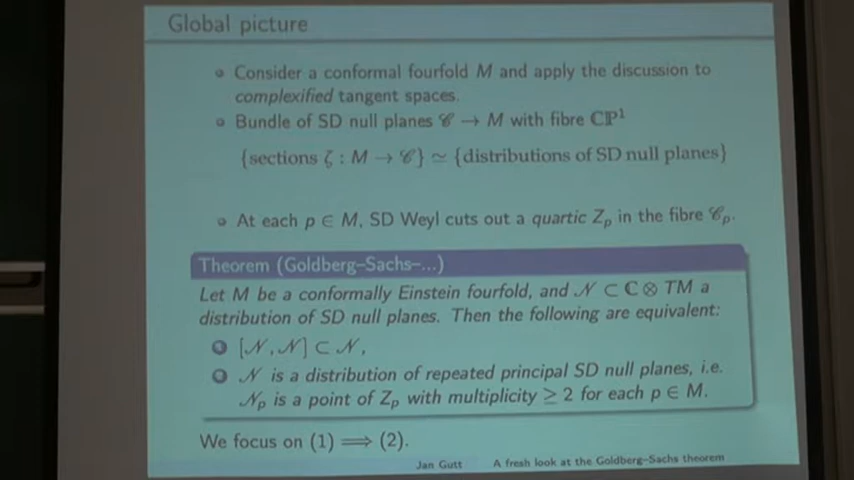 Global picture
Consider a conformal fourfold M and apply the discussion to
complexified tangent spaces.
Bundle of SD null planes 𝒞 → M with fibre ℂℙ¹
{sections ζ : M → 𝒞} ≃ {distributions of SD null planes}
At each p ∈ M, SD Weyl cuts out a quartic Zₚ in the fibre 𝒞ₚ.
Theorem (Goldberg–Sachs–...)
Let M be a conformally Einstein fourfold, and 𝒩 ⊂ ℂ ⊗ TM a
distribution of SD null planes. Then the following are equivalent:
[𝒩, 𝒩] ⊂ 𝒩,
𝒩 is a distribution of repeated principal SD null planes, i.e.
𝒩ₚ is a point of Zₚ with multiplicity ≥ 2 for each p ∈ M.
We focus on (1) ⟹ (2).
Jan Gutt A fresh look at the Goldberg–Sachs theorem